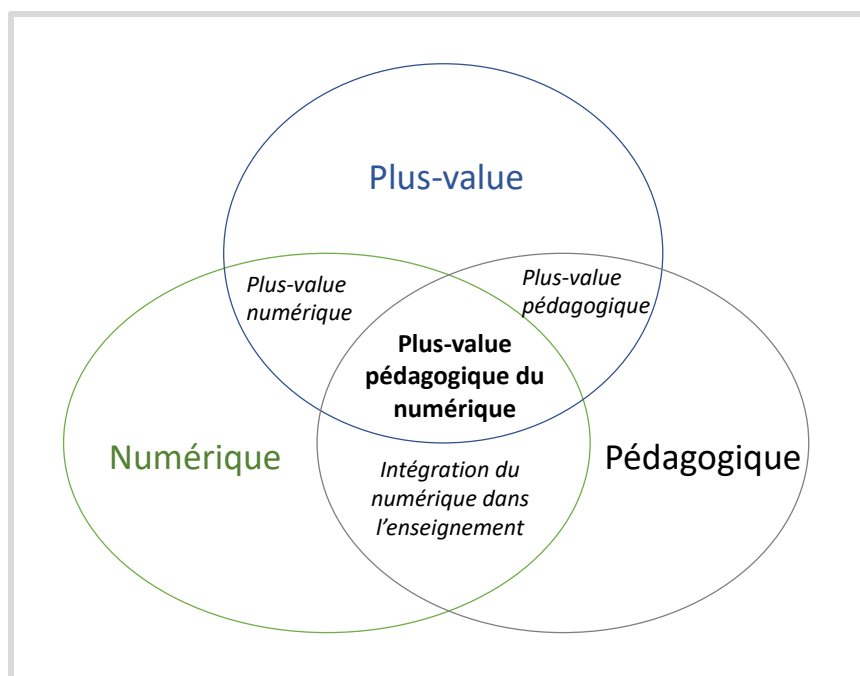 Plus-value
Plus-value
numérique
Plus-value
pédagogique
Plus-value
pédagogique du
numérique
Numérique
Pédagogique
Intégration du
numérique dans
l’enseignement